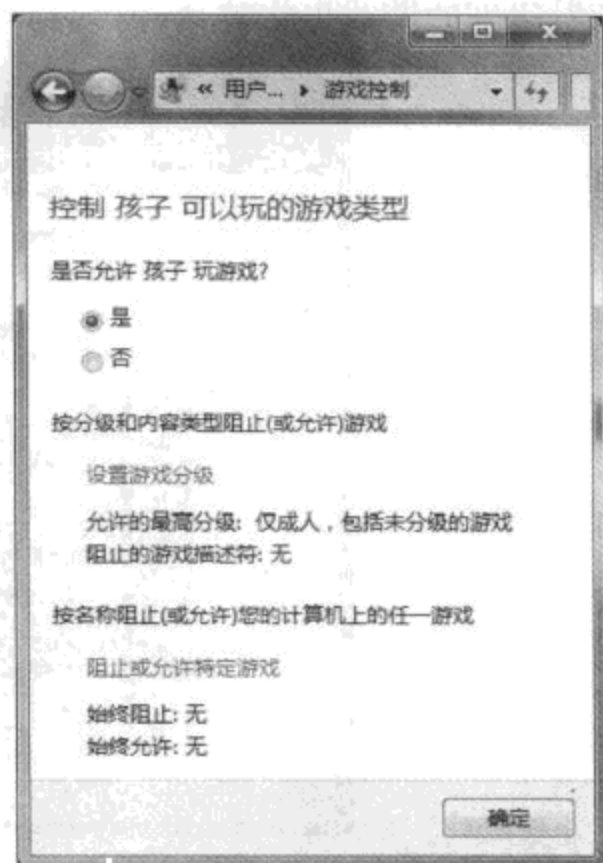 « 用户... ▸ 游戏控制
控制 孩子 可以玩的游戏类型
是否允许 孩子 玩游戏?
是
否
按分级和内容类型阻止(或允许)游戏
设置游戏分级
允许的最高分级: 仅成人，包括未分级的游戏
阻止的游戏描述符: 无
按名称阻止(或允许)您的计算机上的任一游戏
阻止或允许特定游戏
始终阻止: 无
始终允许: 无
确定